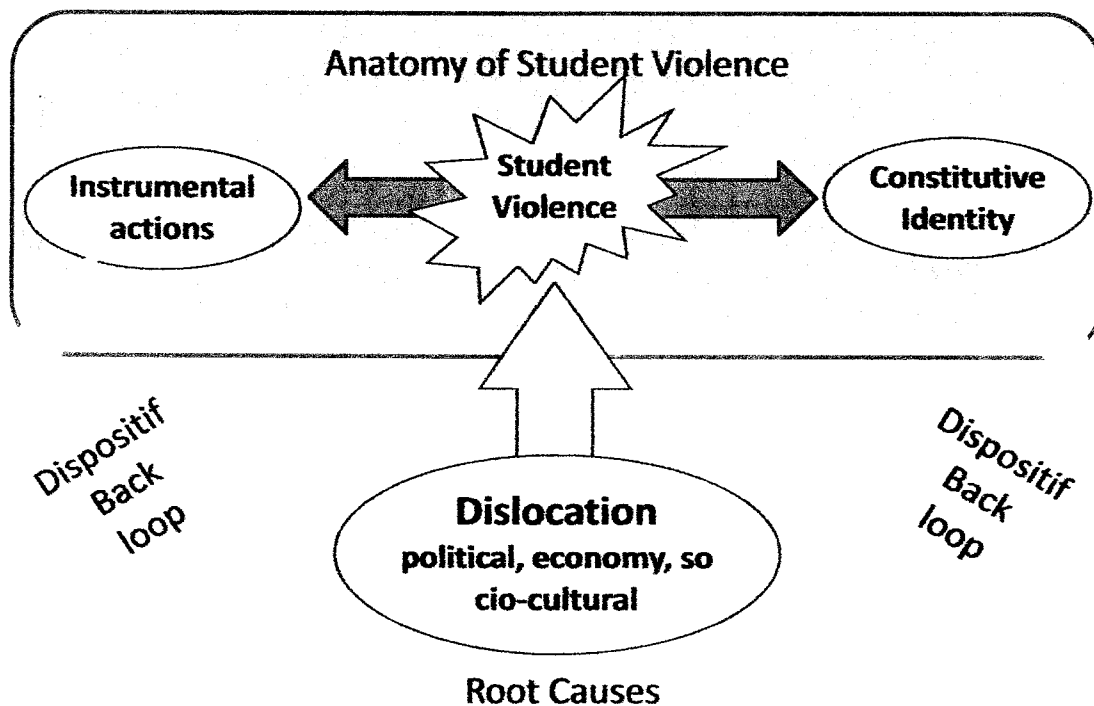 Anatomy of Student Violence
Instrumental
actions
Student
Violence
Constitutive
Identity
Dispositif
Back
loop
Dispositif
Back
loop
Dislocation
political, economy, so
cio-cultural
Root Causes